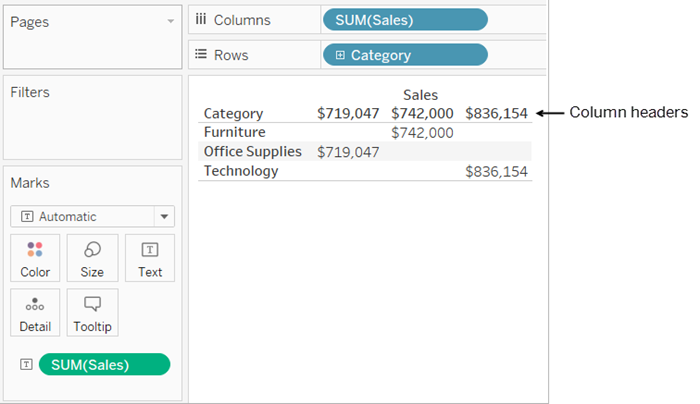 Pages
Columns
SUM(Sales)
Rows
Category
Filters
Marks
Automatic
Color
Size
Text
Detail
Tooltip
SUM(Sales)
Sales
Category $719,047 $742,000 $836,154
Column headers
Furniture $742,000
Office Supplies $719,047
Technology $836,154